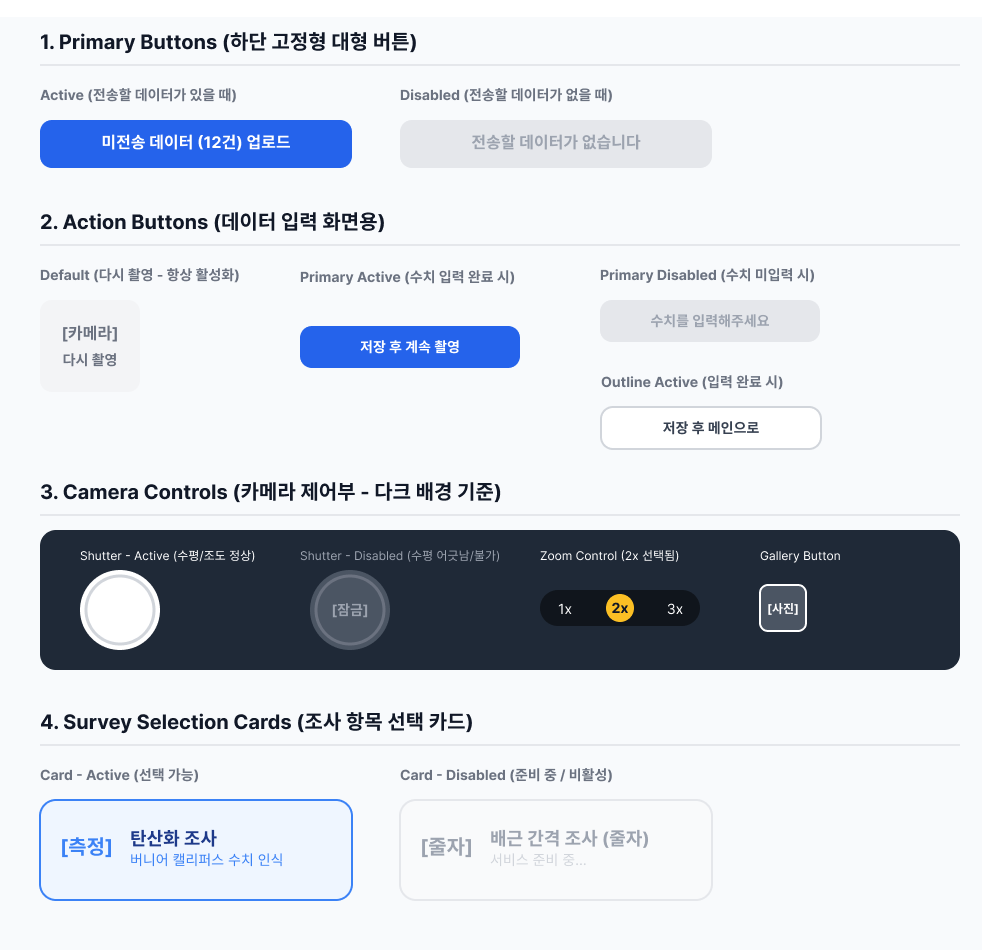 1. Primary Buttons (하단 고정형 대형 버튼)
Active (전송할 데이터가 있을 때)
Disabled (전송할 데이터가 없을 때)
미전송 데이터 (12건) 업로드
전송할 데이터가 없습니다
2. Action Buttons (데이터 입력 화면용)
Default (다시 촬영 - 항상 활성화)
Primary Active (수치 입력 완료 시)
Primary Disabled (수치 미입력 시)
[카메라]
다시 촬영
저장 후 계속 촬영
수치를 입력해주세요
Outline Active (입력 완료 시)
저장 후 메인으로
3. Camera Controls (카메라 제어부 - 다크 배경 기준)
Shutter - Active (수평/조도 정상)
Shutter - Disabled (수평 어긋남/불가)
Zoom Control (2x 선택됨)
Gallery Button
[잠금]
1x
2x
3x
[사진]
4. Survey Selection Cards (조사 항목 선택 카드)
Card - Active (선택 가능)
Card - Disabled (준비 중 / 비활성)
[측정]
탄산화 조사
버니어 캘리퍼스 수치 인식
[줄자]
배근 간격 조사 (줄자)
서비스 준비 중...